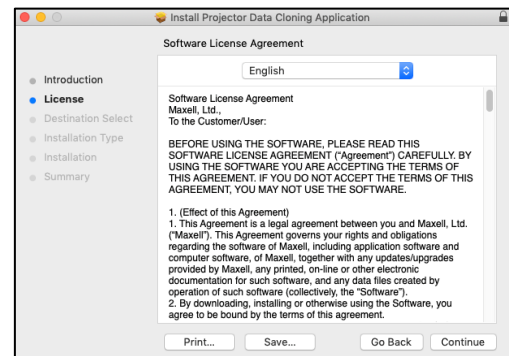 Install Projector Data Cloning Application
Software License Agreement
Introduction
License
Destination Select
Installation Type
Installation
Summary
English
Software License Agreement
Maxell, Ltd.,
To the Customer/User:
BEFORE USING THE SOFTWARE, PLEASE READ THIS
SOFTWARE LICENSE AGREEMENT ("Agreement") CAREFULLY. BY
USING THE SOFTWARE YOU ARE ACCEPTING THE TERMS OF
THIS AGREEMENT. IF YOU DO NOT ACCEPT THE TERMS OF THIS
AGREEMENT, YOU MAY NOT USE THE SOFTWARE.
1. (Effect of this Agreement)
1. This Agreement is a legal agreement between you and Maxell, Ltd.
("Maxell"). This Agreement governs your rights and obligations
regarding the software of Maxell, including application software and
computer software, of Maxell, together with any updates/upgrades
provided by Maxell, any printed, on-line or other electronic
documentation for such software, and any data files created by
operation of such software (collectively, the "Software").
2. By downloading, installing or otherwise using the Software, you
agree to be bound by the terms of this agreement.
Print...
Save...
Go Back
Continue